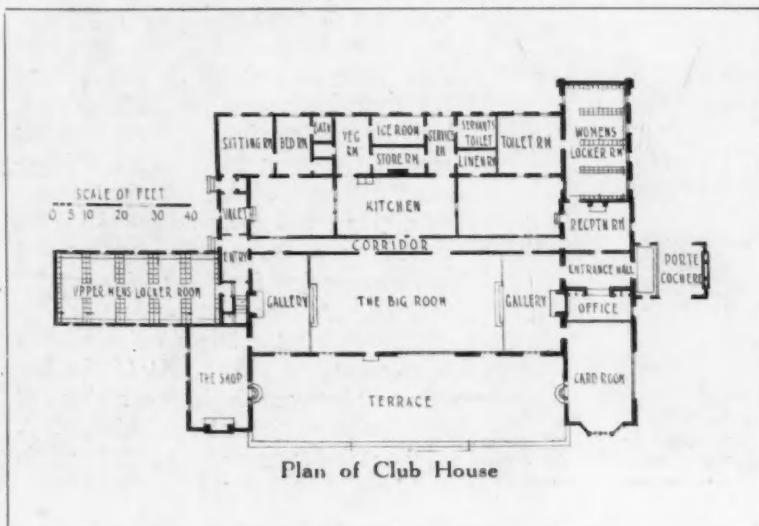 BATH
ICE ROOM
SERVANTS
TOILET
WOMENS
LOCKER RM
SITTING RM
BED RM
VEG
RM
STORE RM
SERVICE
RM
LINEN RM
TOILET RM
SCALE OF FEET
0 5 10 20 30 40
VALET
KITCHEN
RECPTN RM
CORRIDOR
ENTRY
ENTRANCE HALL
PORTE
COCHERE
UPPER MENS LOCKER ROOM
GALLERY
THE BIG ROOM
GALLERY
OFFICE
THE SHOP
TERRACE
CARD ROOM
Plan of Club House